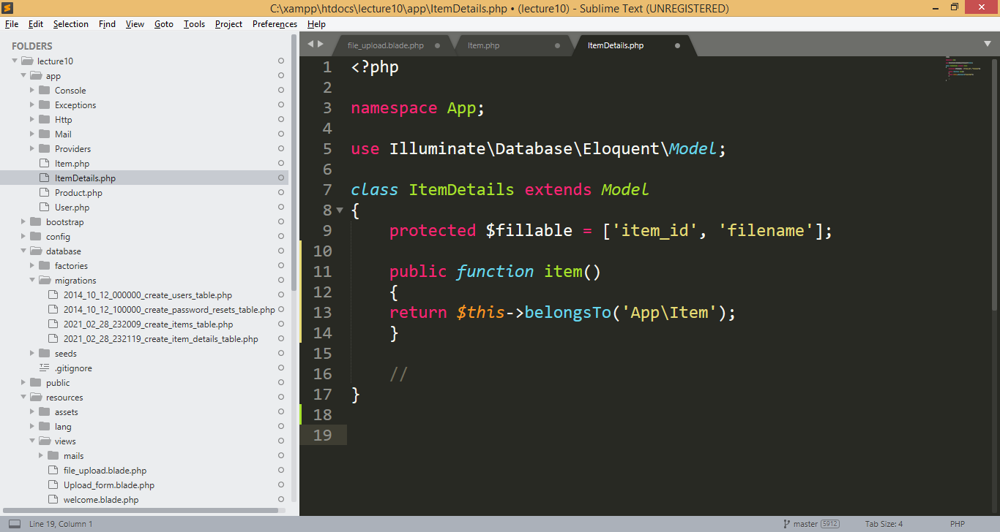 C:\xampp\htdocs\lecture10\app\ItemDetails.php • (lecture10) - Sublime Text (UNREGISTERED)
File Edit Selection Find View Goto Tools Project Preferences Help
FOLDERS
lecture10
app
Console
Exceptions
Http
Mail
Providers
Item.php
ItemDetails.php
Product.php
User.php
bootstrap
config
database
factories
migrations
2014_10_12_000000_create_users_table.php
2014_10_12_100000_create_password_resets_table.php
2021_02_28_232009_create_items_table.php
2021_02_28_232119_create_item_details_table.php
seeds
.gitignore
public
resources
assets
lang
views
mails
file_upload.blade.php
Upload_form.blade.php
welcome.blade.php
file_upload.blade.php Item.php ItemDetails.php
1 <?php
2
3 namespace App;
4
5 use Illuminate\Database\Eloquent\Model;
6
7 class ItemDetails extends Model
8 {
9 protected $fillable = ['item_id', 'filename'];
10
11 public function item()
12 {
13 return $this->belongsTo('App\Item');
14 }
15
16 //
17 }
18
19
Line 19, Column 1 master 5912 Tab Size: 4 PHP